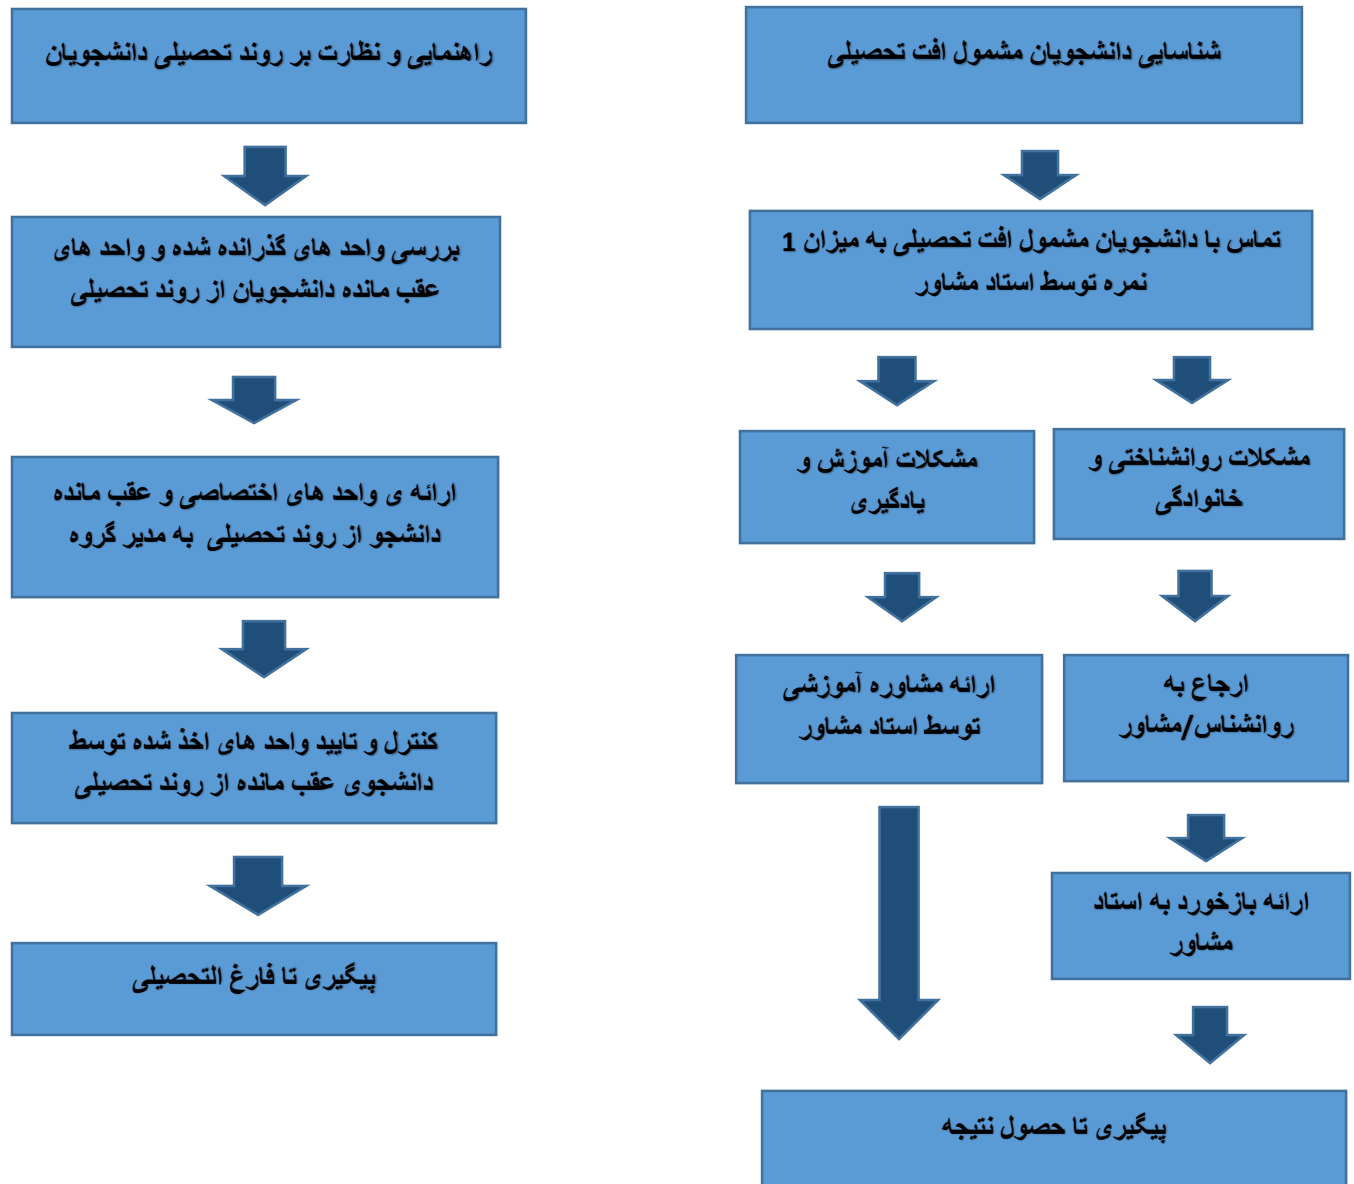 شناسایی دانشجویان مشمول افت تحصیلی
تماس با دانشجویان مشمول افت تحصیلی به میزان 1
نمره توسط استاد مشاور
مشکلات روانشناختی و
خانوادگی
مشکلات آموزش و
یادگیری
ارجاع به
روانشناس/مشاور
ارائه مشاوره آموزشی
توسط استاد مشاور
ارائه بازخورد به استاد
مشاور
پیگیری تا حصول نتیجه
راهنمایی و نظارت بر روند تحصیلی دانشجویان
بررسی واحد های گذرانده شده و واحد های
عقب مانده دانشجویان از روند تحصیلی
ارائه ی واحد های اختصاصی و عقب مانده
دانشجو از روند تحصیلی به مدیر گروه
کنترل و تایید واحد های اخذ شده توسط
دانشجوی عقب مانده از روند تحصیلی
پیگیری تا فارغ التحصیلی